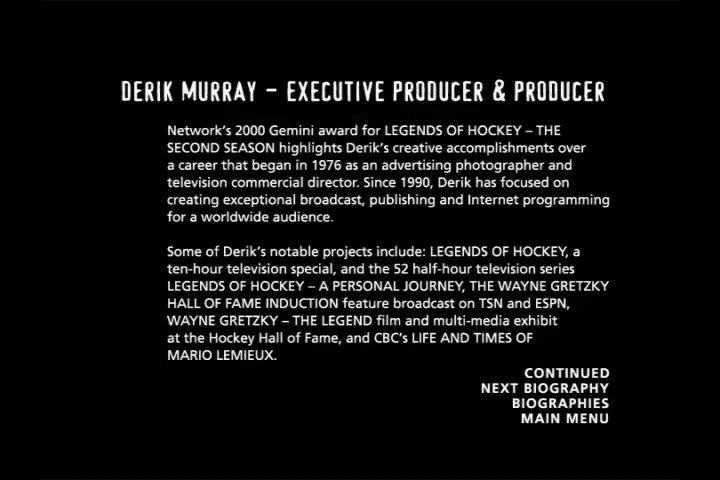 DERIK MURRAY – EXECUTIVE PRODUCER & PRODUCER
Network's 2000 Gemini award for LEGENDS OF HOCKEY – THE
SECOND SEASON highlights Derik's creative accomplishments over
a career that began in 1976 as an advertising photographer and
television commercial director. Since 1990, Derik has focused on
creating exceptional broadcast, publishing and Internet programming
for a worldwide audience.
Some of Derik's notable projects include: LEGENDS OF HOCKEY, a
ten-hour television special, and the 52 half-hour television series
LEGENDS OF HOCKEY – A PERSONAL JOURNEY, THE WAYNE GRETZKY
HALL OF FAME INDUCTION feature broadcast on TSN and ESPN,
WAYNE GRETZKY – THE LEGEND film and multi-media exhibit
at the Hockey Hall of Fame, and CBC's LIFE AND TIMES OF
MARIO LEMIEUX.
CONTINUED
NEXT BIOGRAPHY
BIOGRAPHIES
MAIN MENU